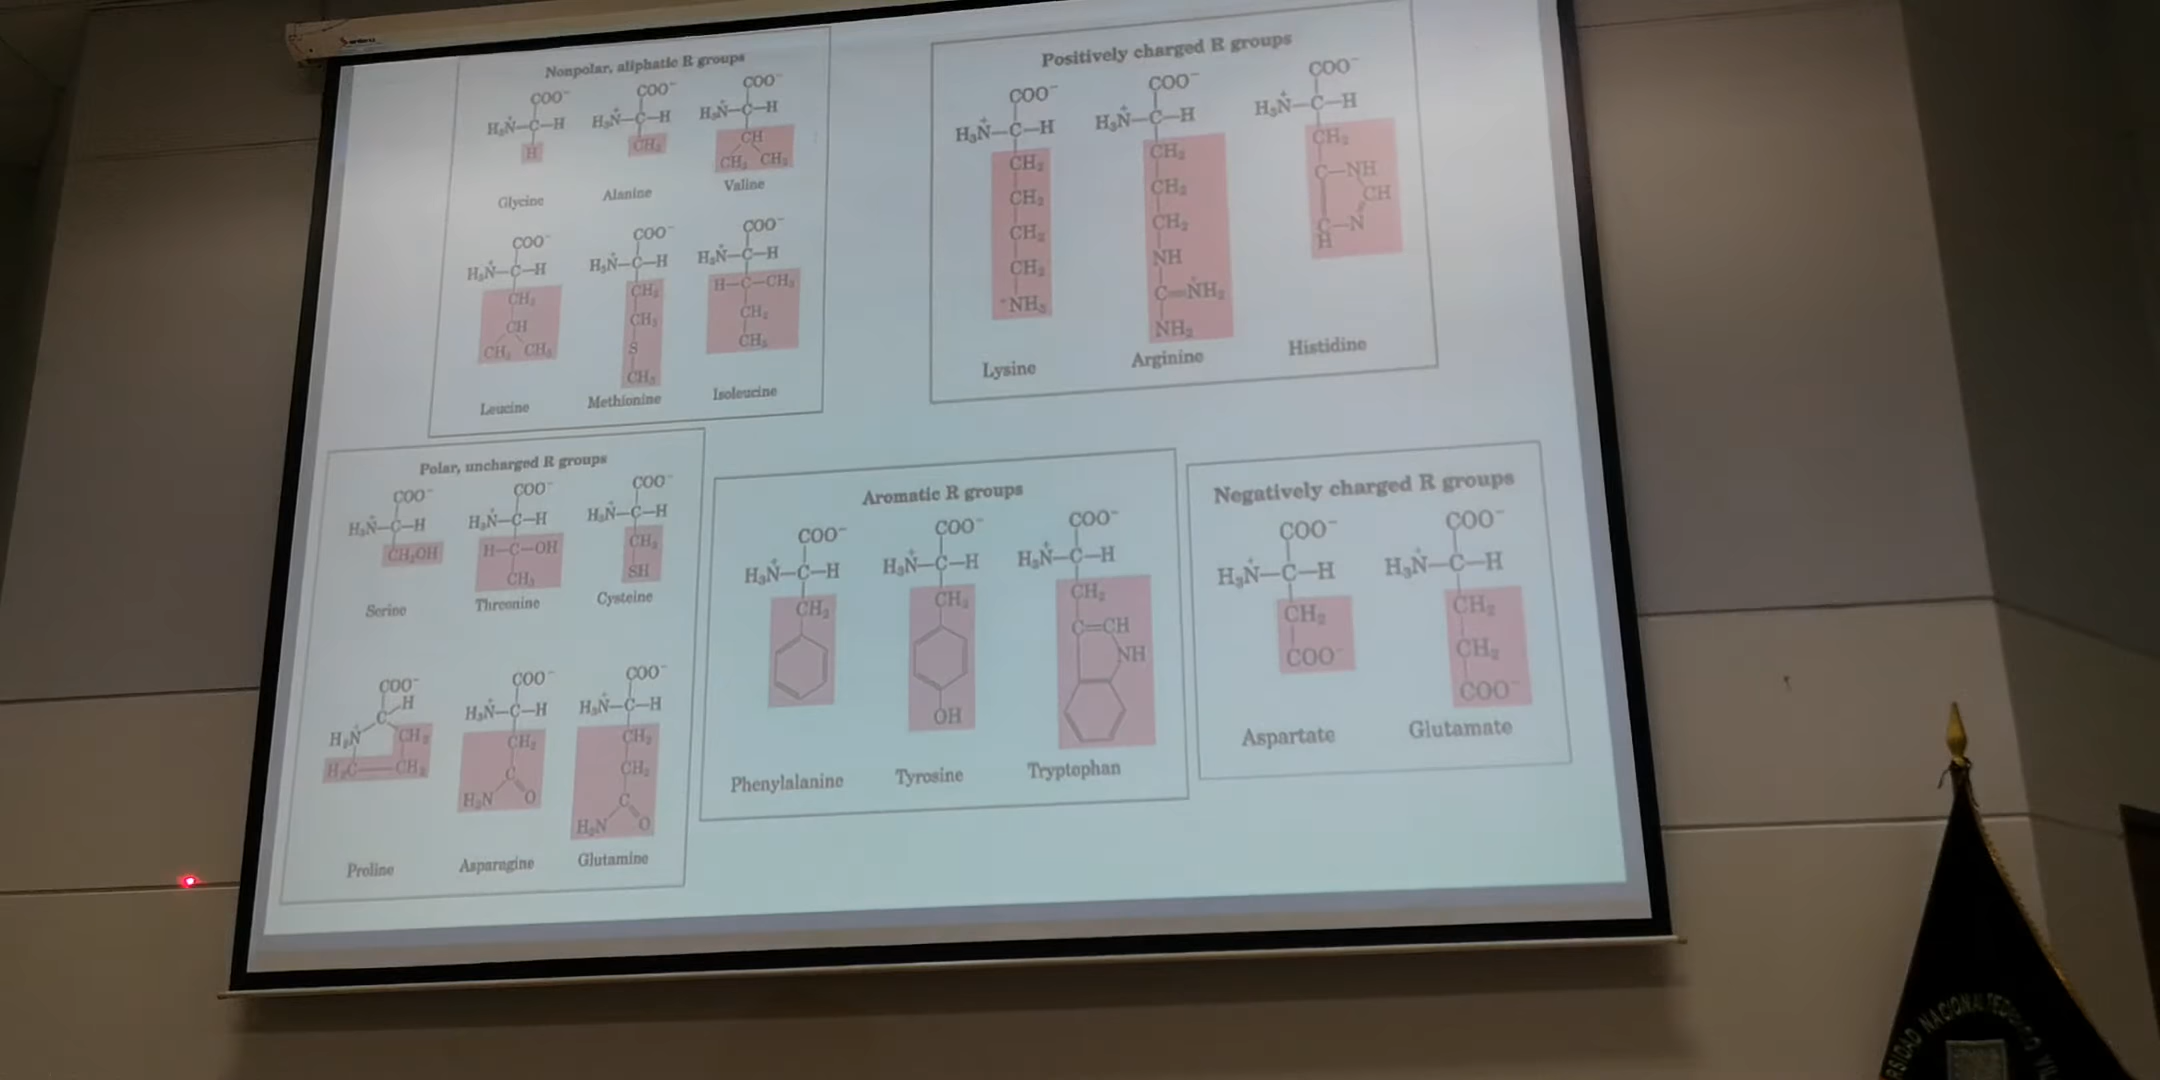 Nonpolar, aliphatic R groups
COO⁻ COO⁻ COO⁻
H₃N⁺–C–H H₃N⁺–C–H H₃N⁺–C–H
H CH₃ CH
CH₃ CH₃
Glycine Alanine Valine
COO⁻ COO⁻ COO⁻
H₃N⁺–C–H H₃N⁺–C–H H₃N⁺–C–H
CH₂ CH₂ H–C–CH₃
CH CH₂ CH₂
CH₃ CH₃ S CH₃
CH₃
Leucine Methionine Isoleucine
Positively charged R groups
COO⁻ COO⁻ COO⁻
H₃N⁺–C–H H₃N⁺–C–H H₃N⁺–C–H
CH₂ CH₂ CH₂
CH₂ CH₂ C–NH
CH₂ CH₂ CH
CH₂ NH C–N
⁺NH₃ C=N⁺H₂ H
NH₂
Lysine Arginine Histidine
Polar, uncharged R groups
COO⁻ COO⁻ COO⁻
H₃N⁺–C–H H₃N⁺–C–H H₃N⁺–C–H
CH₂OH H–C–OH CH₂
CH₃ SH
Serine Threonine Cysteine
COO⁻ COO⁻ COO⁻
H
C H₃N⁺–C–H H₃N⁺–C–H
H₂N⁺ CH₂ CH₂ CH₂
H₂C–CH₂ C CH₂
H₂N O C
H₂N O
Proline Asparagine Glutamine
Aromatic R groups
COO⁻ COO⁻ COO⁻
H₃N⁺–C–H H₃N⁺–C–H H₃N⁺–C–H
CH₂ CH₂ CH₂
C=CH
NH
OH
Phenylalanine Tyrosine Tryptophan
Negatively charged R groups
COO⁻ COO⁻
H₃N⁺–C–H H₃N⁺–C–H
CH₂ CH₂
COO⁻ CH₂
COO⁻
Aspartate Glutamate
NACIONAL